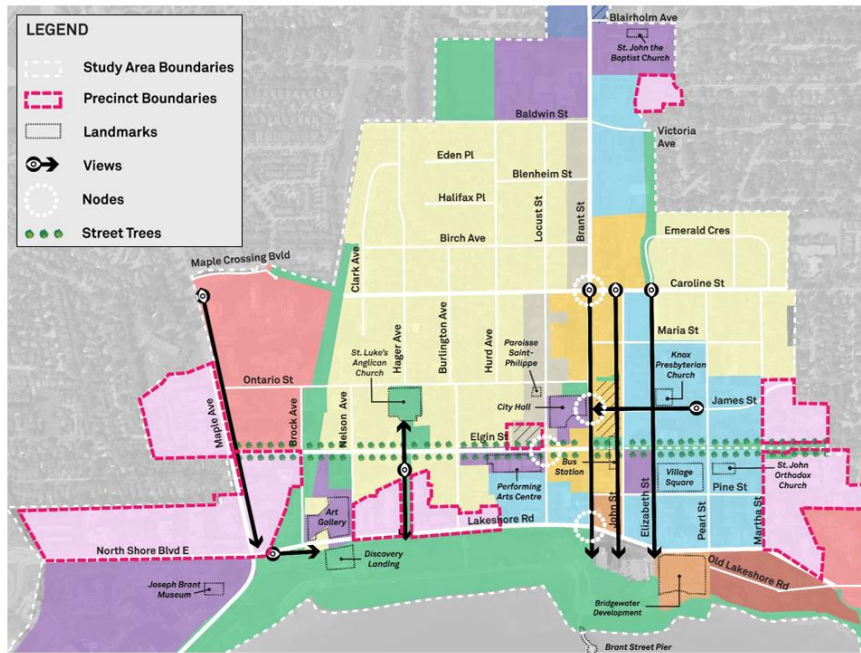 LEGEND
Study Area Boundaries
Precinct Boundaries
Landmarks
Views
Nodes
Street Trees
Blairholm Ave
St. John the
Baptist Church
Baldwin St
Victoria
Ave
Eden Pl
Blenheim St
Halifax Pl
Locust St
Brant St
Birch Ave
Emerald Cres
Maple Crossing Bvld
Clark Ave
Caroline St
Hager Ave
Burlington Ave
Hurd Ave
Maria St
St. Luke's
Anglican
Church
Paroisse
Saint-
Philippe
Knox
Presbyterian
Church
Ontario St
Maple Ave
Brock Ave
Nelson Ave
City Hall
James St
Elgin St
Bus
Station
Performing
Arts Centre
Village
Square
Pine St
St. John
Orthodox
Church
Art
Gallery
John St
Elizabeth St
Pearl St
Martha St
Lakeshore Rd
North Shore Blvd E
Discovery
Landing
Old Lakeshore Rd
Joseph Brant
Museum
Bridgewater
Development
Brant Street Pier